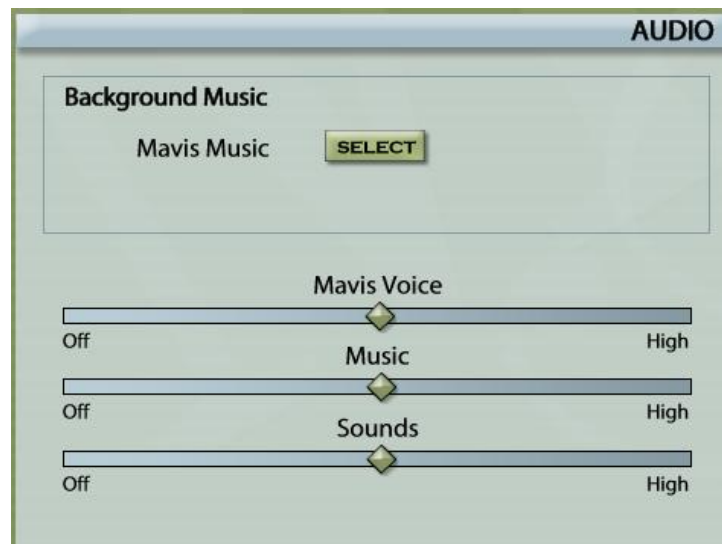 AUDIO
Background Music
Mavis Music SELECT
Mavis Voice
Off High
Music
Off High
Sounds
Off High